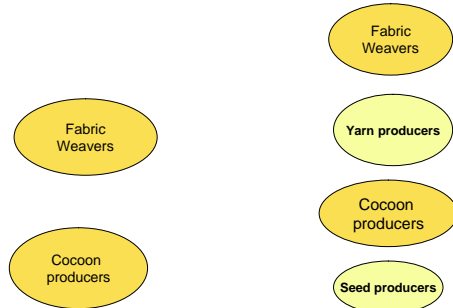 Fabric
Weavers
Cocoon
producers
Fabric
Weavers
Yarn producers
Cocoon
producers
Seed producers